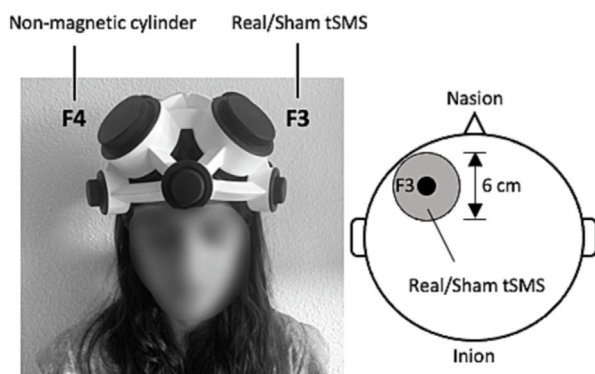 Non-magnetic cylinder
Real/Sham tSMS
F4
F3
Nasion
F3
6 cm
Real/Sham tSMS
Inion